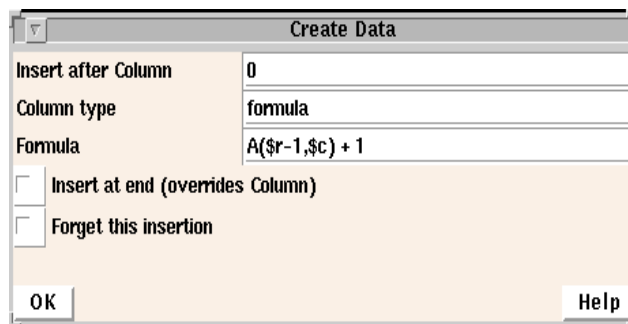 Create Data
Insert after Column 0
Column type formula
Formula A($r-1,$c) + 1
Insert at end (overrides Column)
Forget this insertion
OK Help